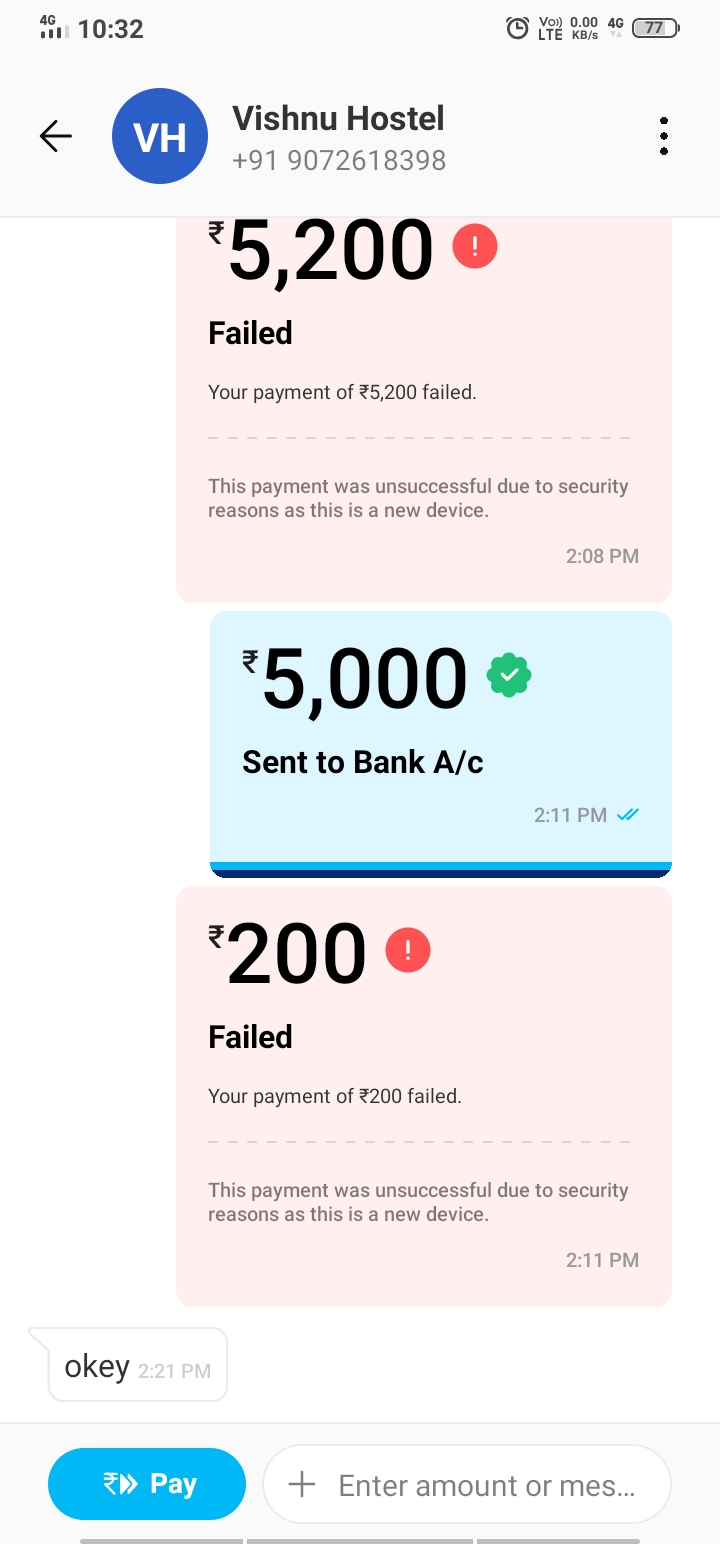 4G 10:32 Vo)) LTE 0.00 KB/s 4G 77
VH
Vishnu Hostel
+91 9072618398
₹5,200 !
Failed
Your payment of ₹5,200 failed.
This payment was unsuccessful due to security
reasons as this is a new device.
2:08 PM
₹5,000
Sent to Bank A/c
2:11 PM
₹200 !
Failed
Your payment of ₹200 failed.
This payment was unsuccessful due to security
reasons as this is a new device.
2:11 PM
okey 2:21 PM
₹ Pay + Enter amount or mes...